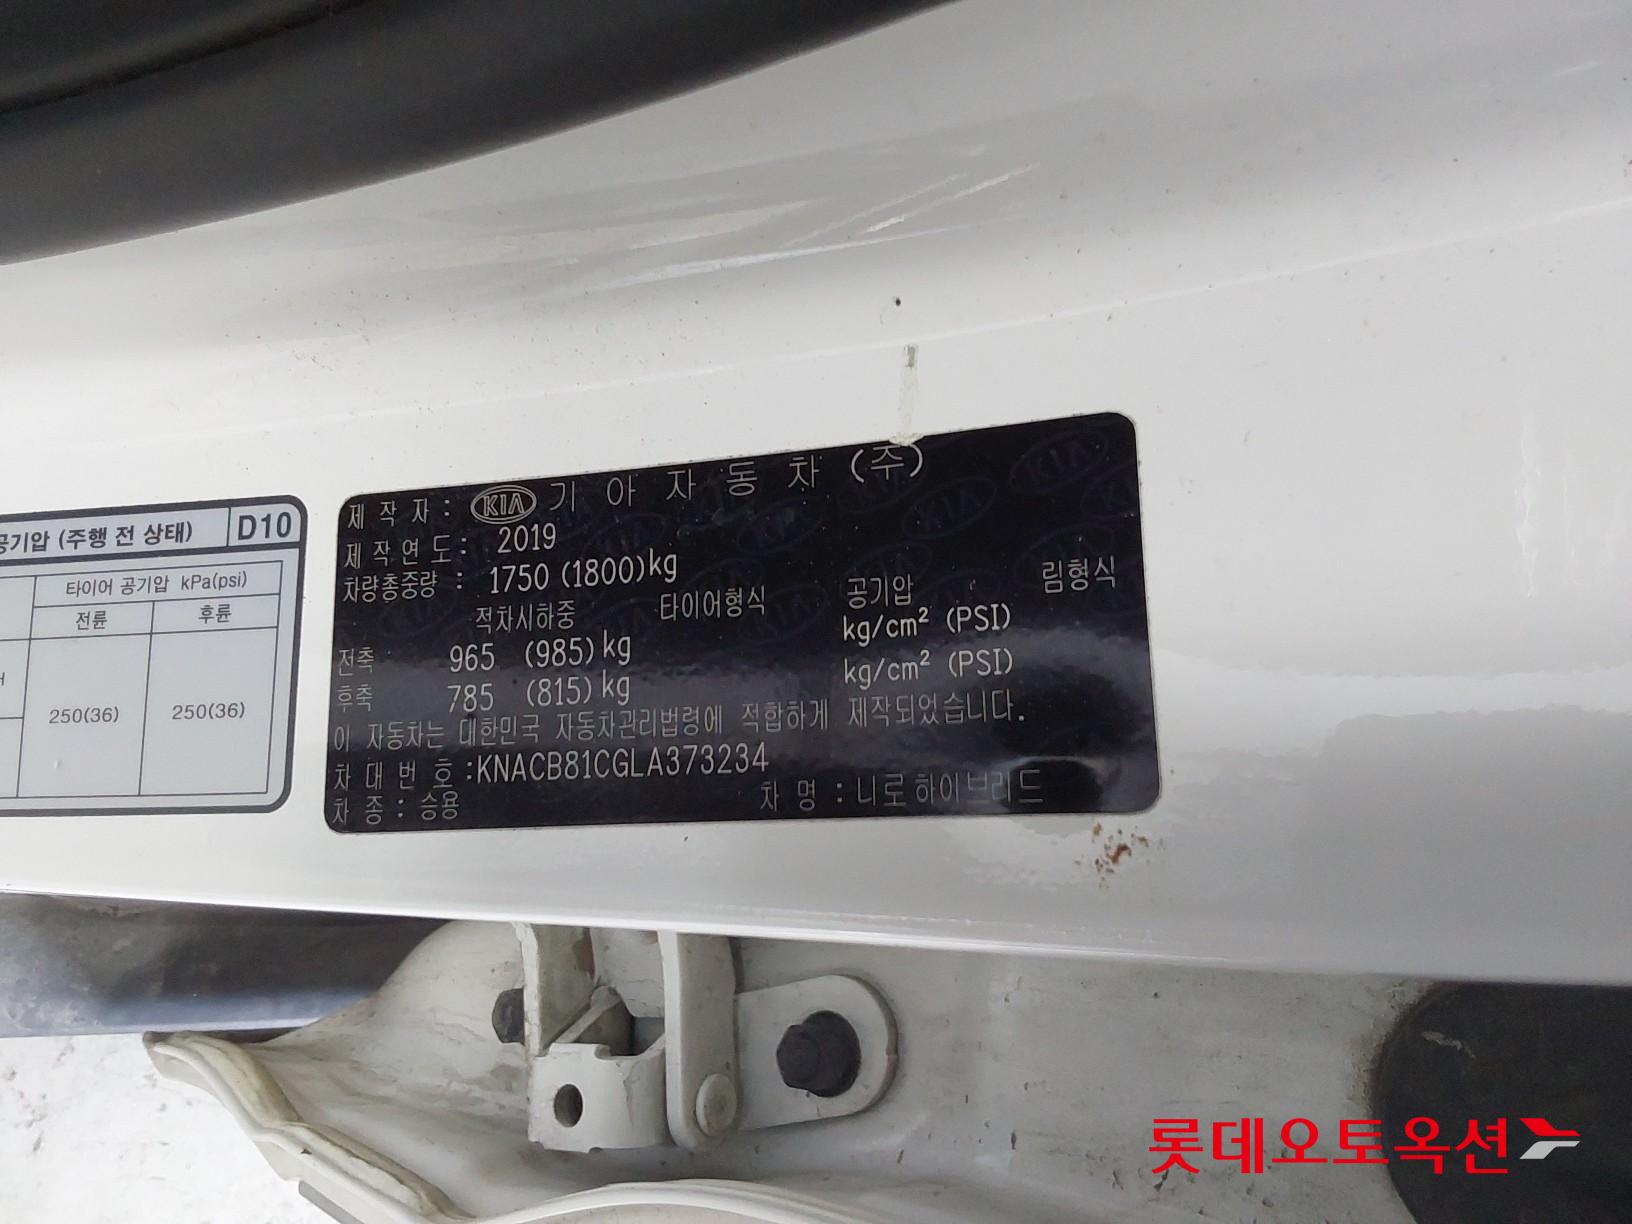 공기압 (주행 전 상태) D10
타이어 공기압 kPa(psi)
전륜 후륜
250(36) 250(36)
제작자: KIA 기아자동차(주)
제작연도: 2019
차량총중량: 1750 (1800)kg
적차시하중 타이어형식 공기압 림형식
전축 965 (985)kg kg/cm² (PSI)
후축 785 (815)kg kg/cm² (PSI)
이 자동차는 대한민국 자동차관리법령에 적합하게 제작되었습니다.
차대번호:KNACB81CGLA373234
차종: 승용 차명: 니로하이브리드
롯데오토옥션